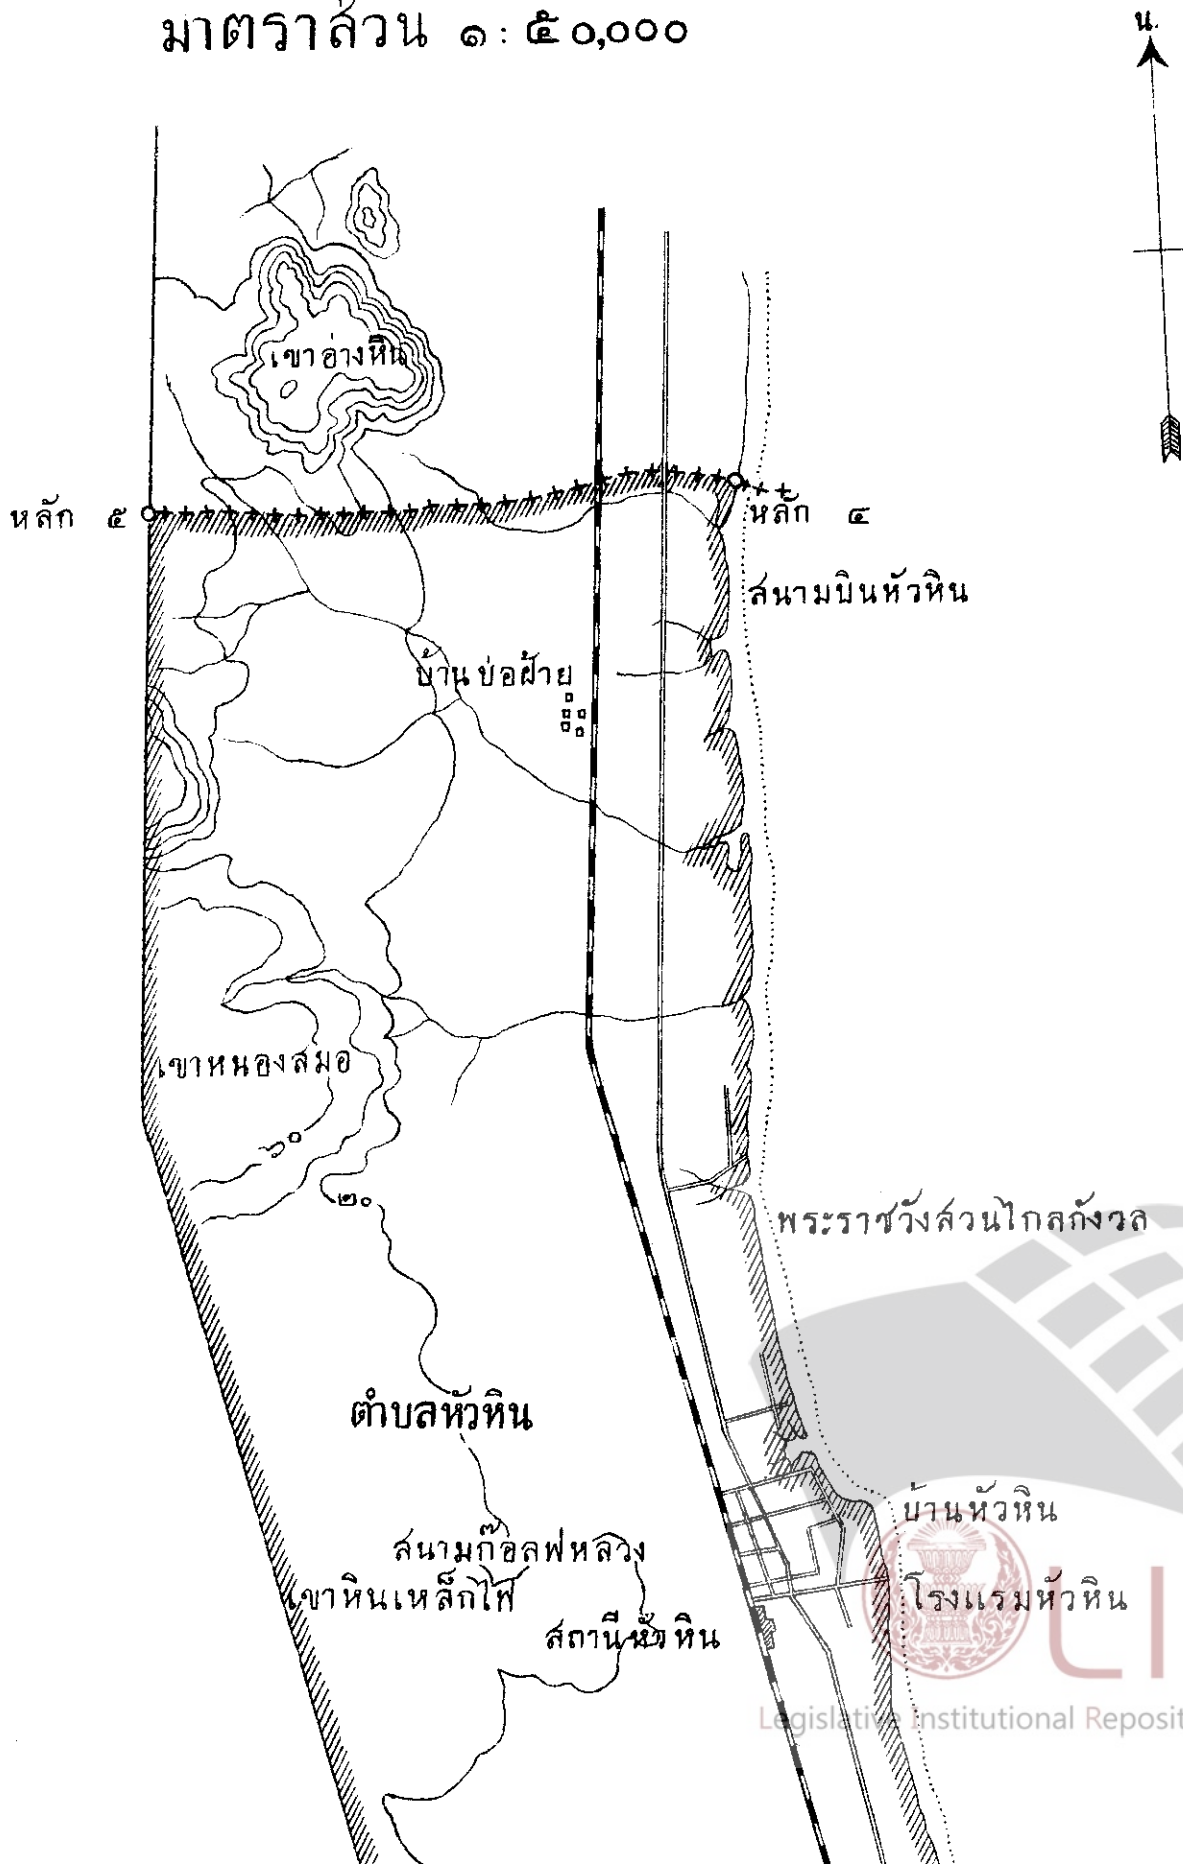 มาตราส่วน ๑ : ๕๐,๐๐๐
น.
เขาอ่างหิน
หลัก ๕
หลัก ๔
สนามบินหัวหิน
บ้านบ่อฝ้าย
เขาหนองสมอ
๖๐
๒๐
พระราชวังสวนไกลกังวล
ตำบลหัวหิน
บ้านหัวหิน
สนามก๊อลฟหลวง
เขาหินเหล็กไฟ
โรงแรมหัวหิน
สถานีหัวหิน
LI
Legislative Institutional Reposit